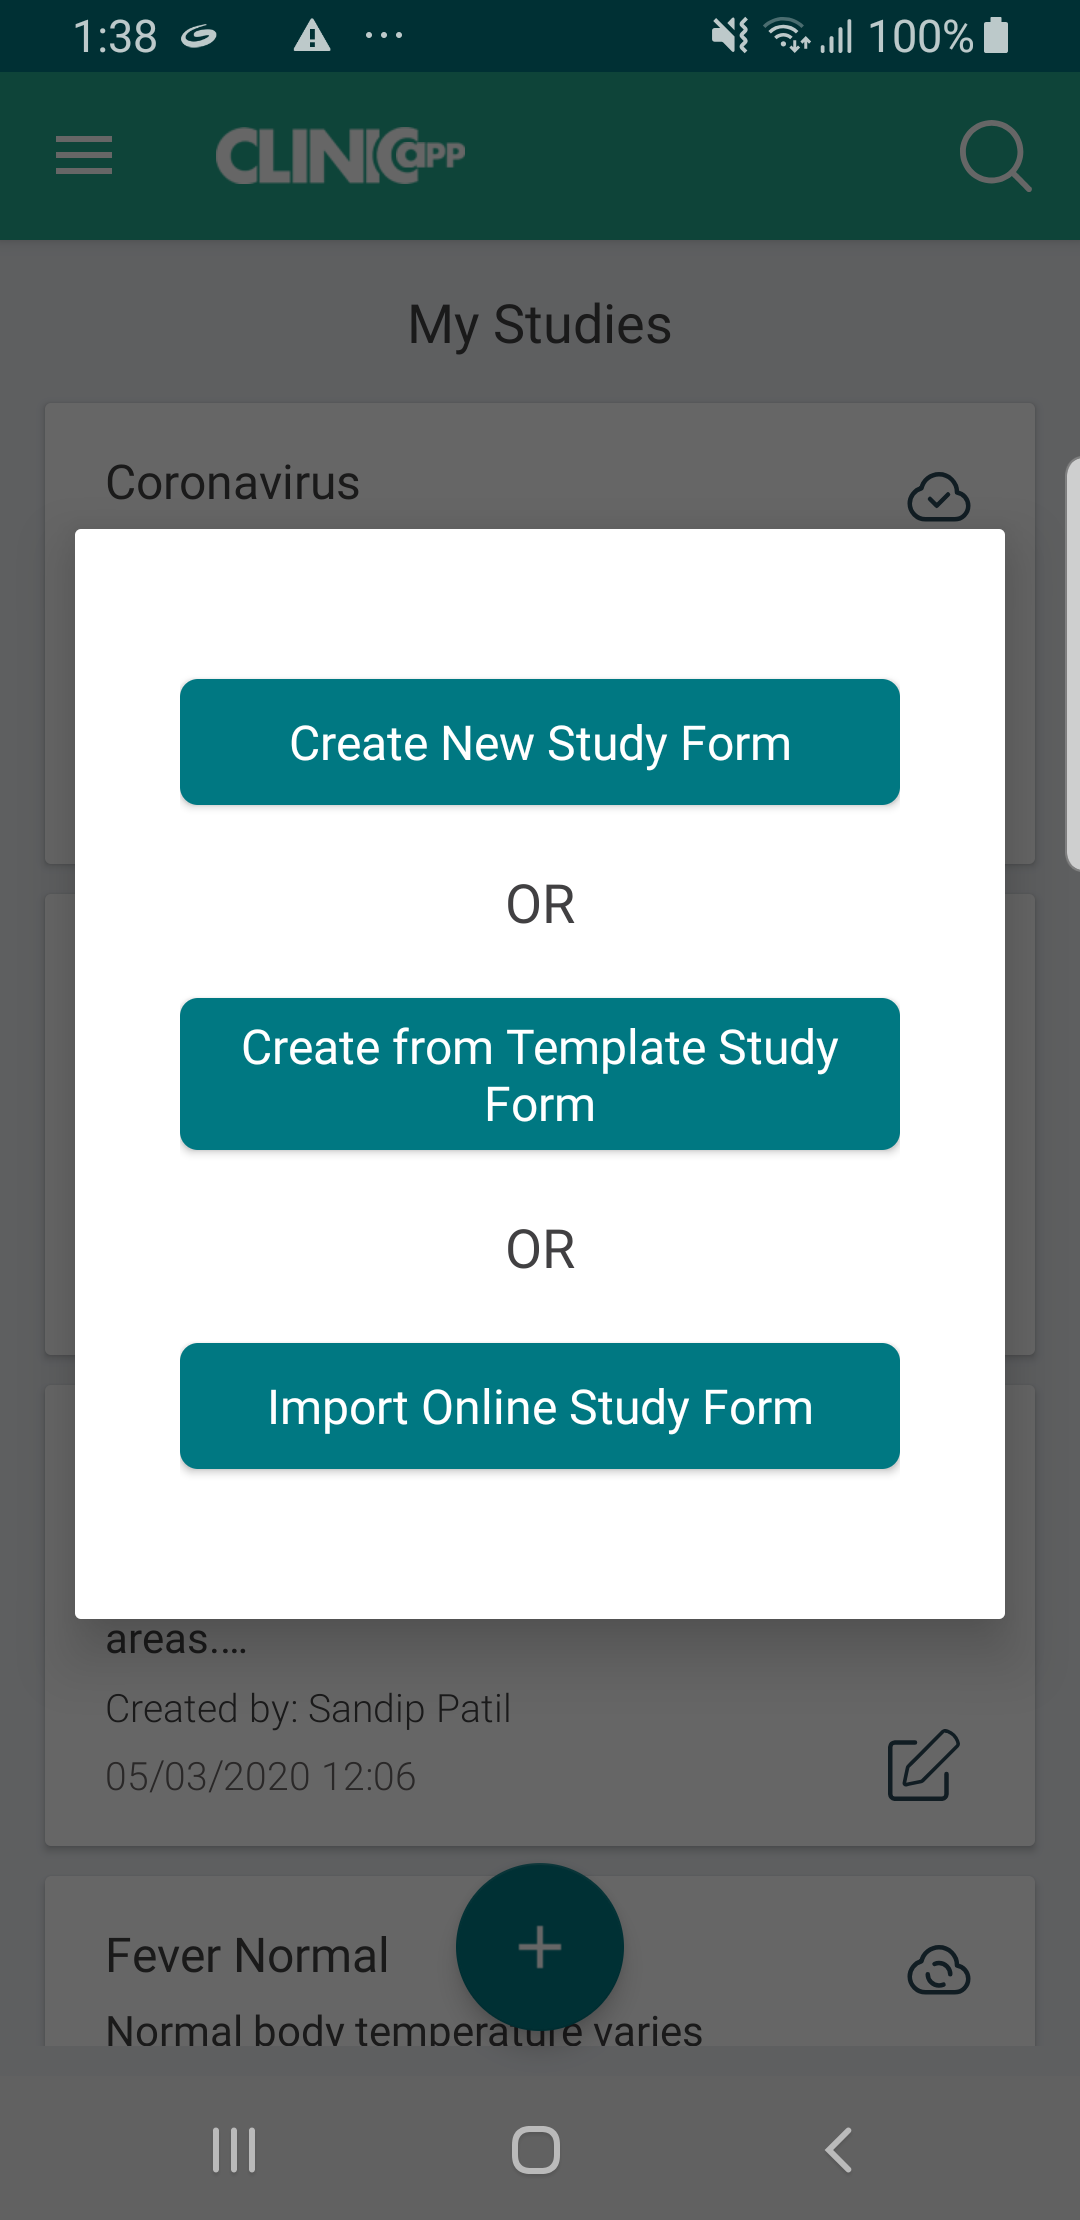 1:38
100%
CLINICapp
My Studies
Coronavirus
Create New Study Form
OR
Create from Template Study
Form
OR
Import Online Study Form
areas....
Created by: Sandip Patil
05/03/2020 12:06
Fever Normal
Normal body temperature varies